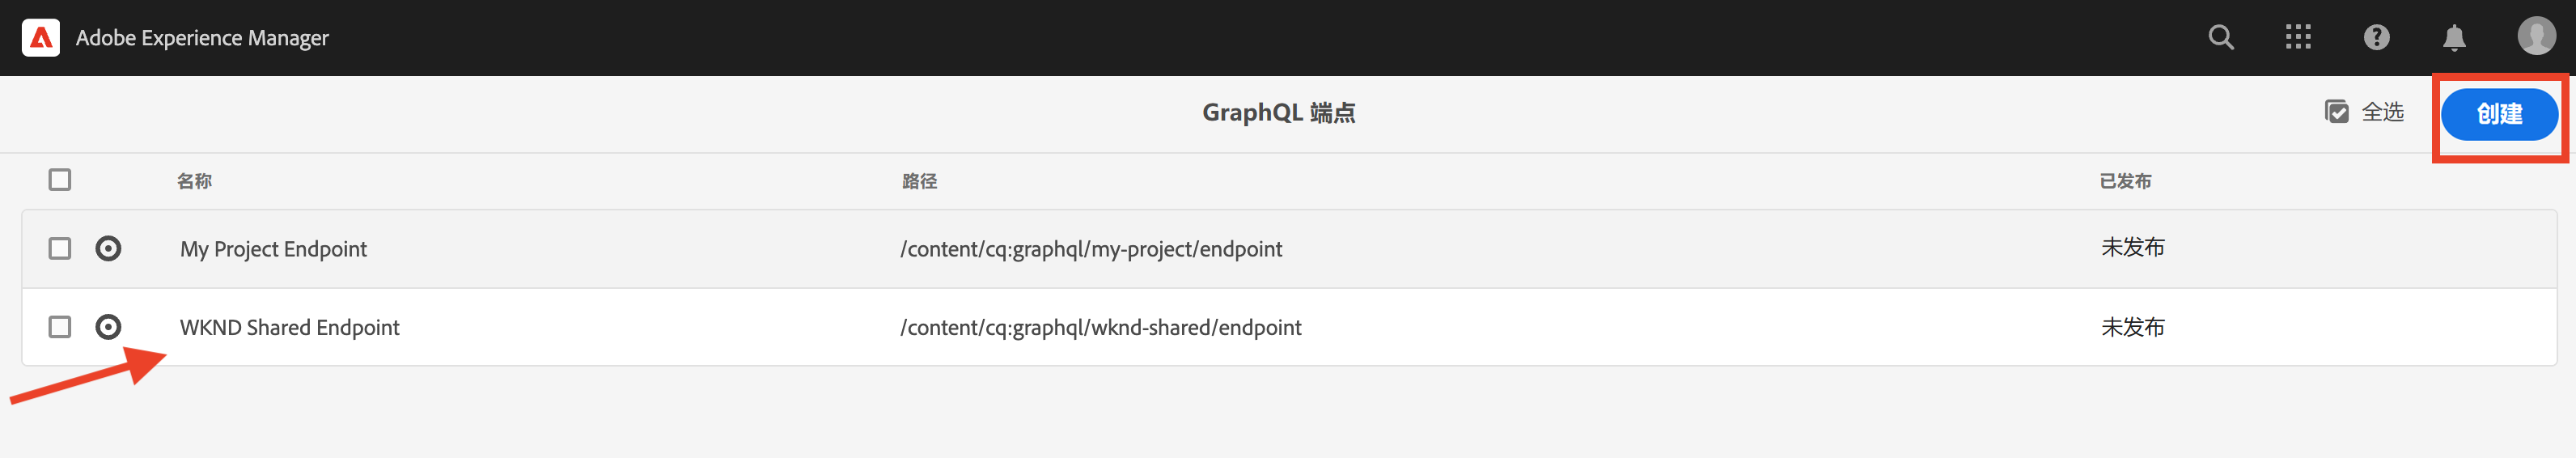 Adobe Experience Manager
GraphQL 端点
全选
创建
名称 路径 已发布
My Project Endpoint /content/cq:graphql/my-project/endpoint 未发布
WKND Shared Endpoint /content/cq:graphql/wknd-shared/endpoint 未发布